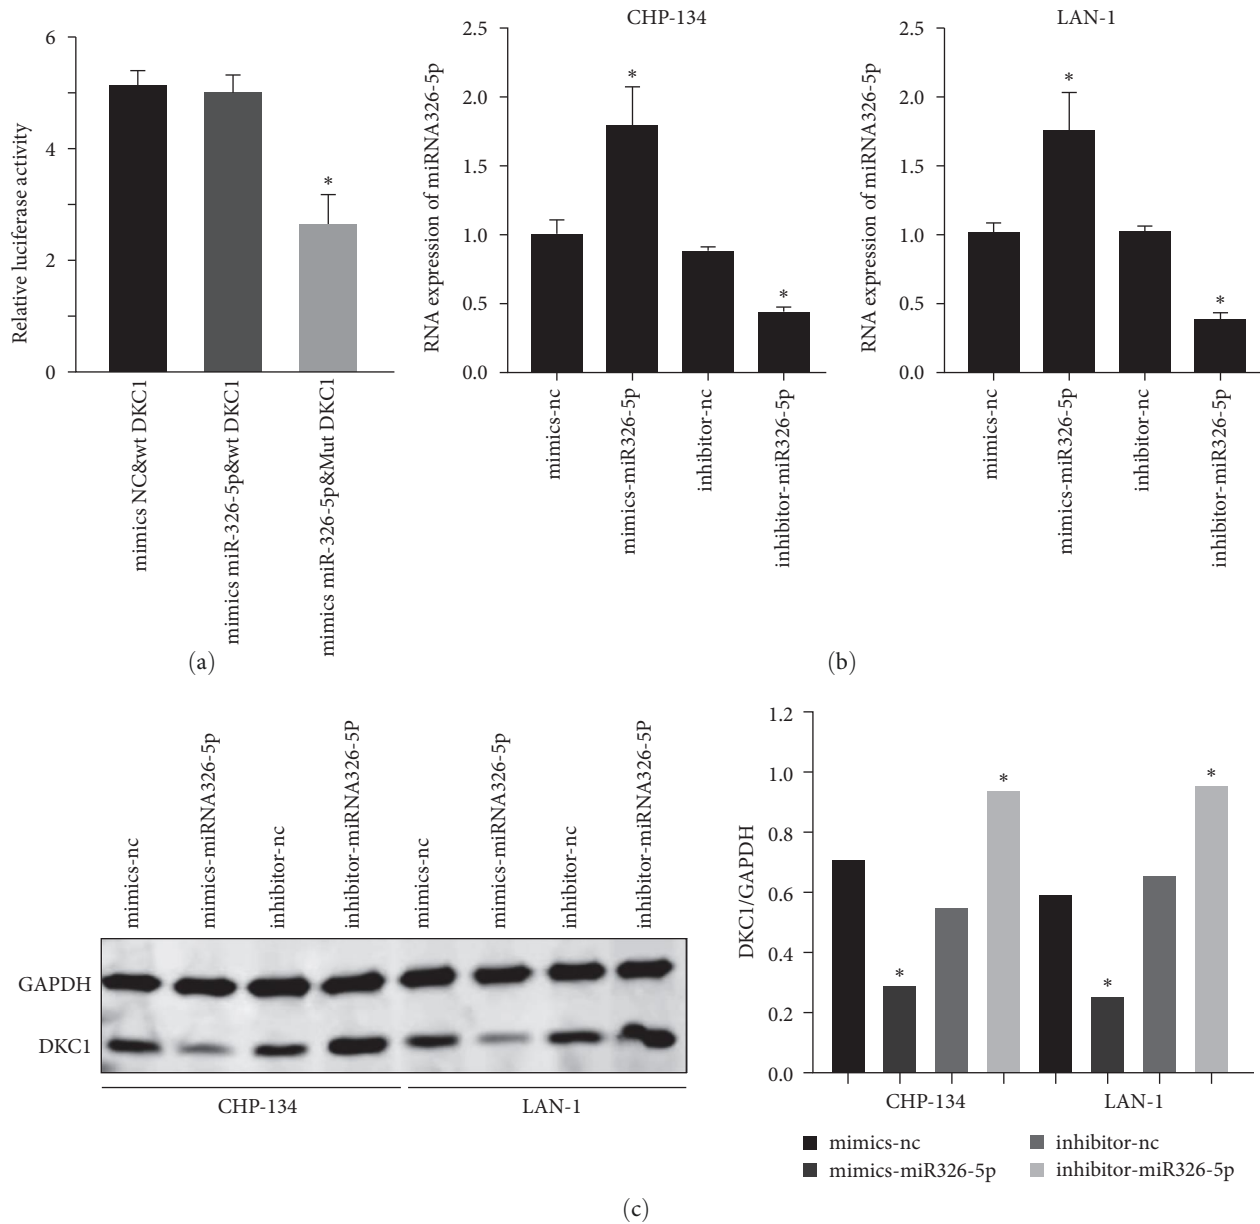 6
4
2
0
Relative luciferase activity
*
mimics NC&wt DKC1
mimics miR-326-5p&wt DKC1
mimics miR-326-5p&Mut DKC1
(a)
CHP-134
2.5
2.0
1.5
1.0
0.5
0.0
RNA expression of miRNA326-5p
*
*
mimics-nc
mimics-miR326-5p
inhibitor-nc
inhibitor-miR326-5p
LAN-1
2.5
2.0
1.5
1.0
0.5
0.0
RNA expression of miRNA326-5p
*
*
mimics-nc
mimics-miR326-5p
inhibitor-nc
inhibitor-miR326-5p
(b)
mimics-nc
mimics-miRNA326-5p
inhibitor-nc
inhibitor-miRNA326-5P
mimics-nc
mimics-miRNA326-5p
inhibitor-nc
inhibitor-miRNA326-5P
GAPDH
DKC1
CHP-134
LAN-1
1.2
1.0
0.8
0.6
0.4
0.2
0.0
DKC1/GAPDH
*
*
*
*
CHP-134
LAN-1
mimics-nc
mimics-miR326-5p
inhibitor-nc
inhibitor-miR326-5p
(c)